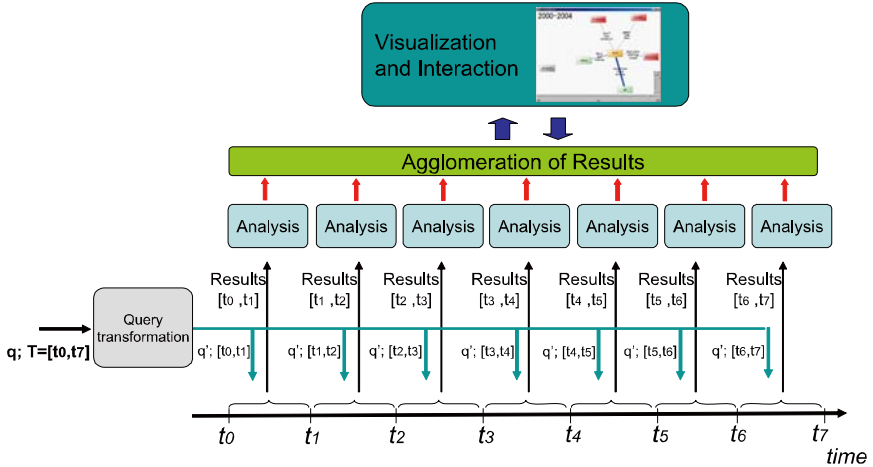 2000-2004
Visualization
and Interaction
Agglomeration of Results
Analysis Analysis Analysis Analysis Analysis Analysis Analysis
Results Results Results Results Results Results Results
[t0 ,t1] [t1 ,t2] [t2 ,t3] [t3 ,t4] [t4 ,t5] [t5 ,t6] [t6 ,t7]
Query
transformation
q; T=[t0,t7]
q'; [t0,t1] q'; [t1,t2] q'; [t2,t3] q'; [t3,t4] q'; [t4,t5] q'; [t5,t6] q'; [t6,t7]
t0 t1 t2 t3 t4 t5 t6 t7
time